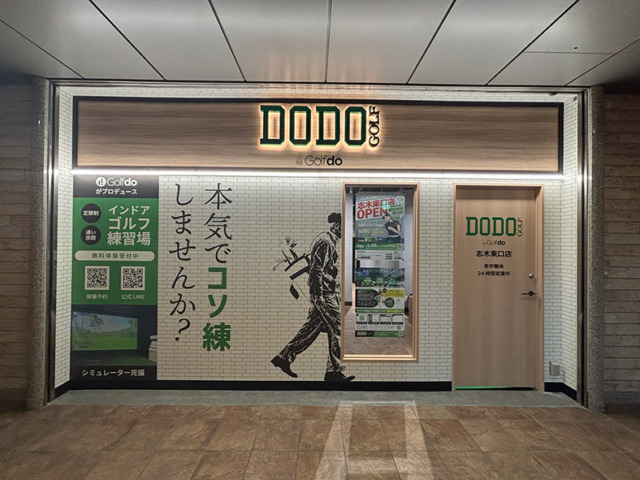 DODO GOLF
by Golfdo
Golfdo
がプロデュース
定額制
通い放題
インドア
ゴルフ
練習場
無料体験受付中
体験予約
公式LINE
シミュレーター完備
本気でコソ練
しませんか?
志木東口店
OPEN
DODO GOLF
by Golfdo
志木東口店
年中無休
24時間営業中